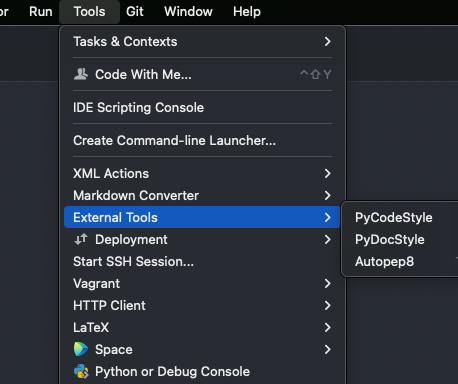 or Run Tools Git Window Help
Tasks & Contexts
Code With Me... ^⇧Y
IDE Scripting Console
Create Command-line Launcher...
XML Actions
Markdown Converter
External Tools
PyCodeStyle
PyDocStyle
Autopep8
Deployment
Start SSH Session...
Vagrant
HTTP Client
LaTeX
Space
Python or Debug Console